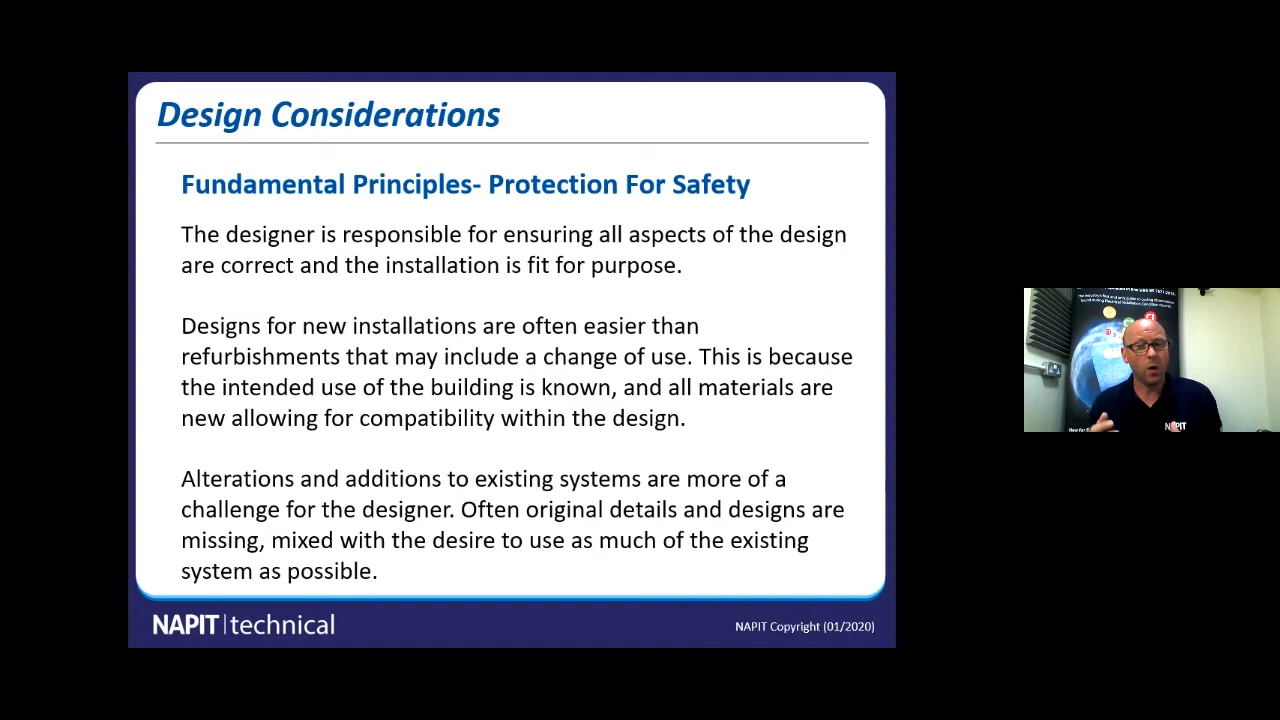 Design Considerations
Fundamental Principles- Protection For Safety
The designer is responsible for ensuring all aspects of the design
are correct and the installation is fit for purpose.
Designs for new installations are often easier than
refurbishments that may include a change of use. This is because
the intended use of the building is known, and all materials are
new allowing for compatibility within the design.
Alterations and additions to existing systems are more of a
challenge for the designer. Often original details and designs are
missing, mixed with the desire to use as much of the existing
system as possible.
NAPIT | technical
NAPIT Copyright (01/2020)
NAPIT